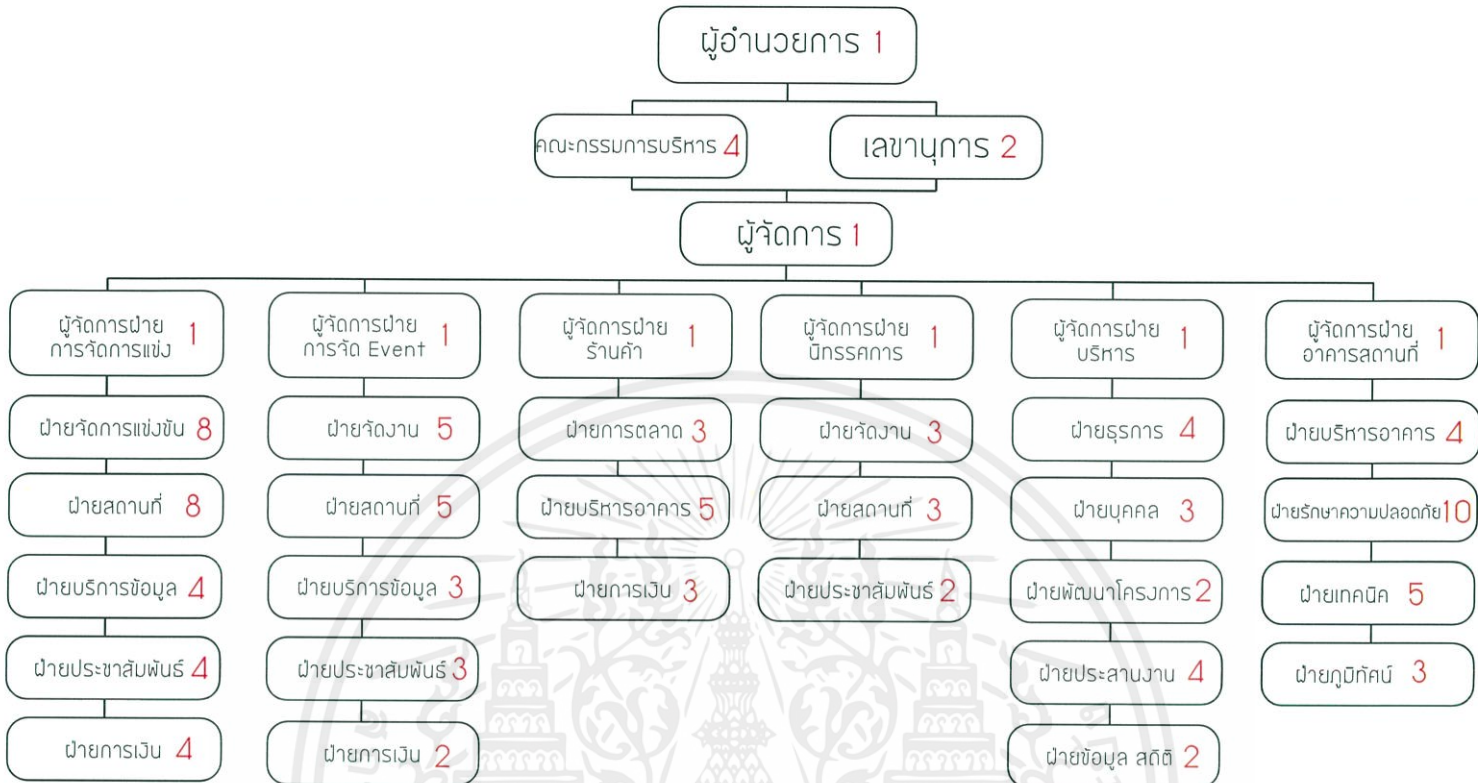 ผู้อำนวยการ 1
คณะกรรมการบริหาร 4
เลขานุการ 2
ผู้จัดการ 1
ผู้จัดการฝ่าย
การจัดการแข่ง 1
ฝ่ายจัดการแข่งขัน 8
ฝ่ายสถานที่ 8
ฝ่ายบริการข้อมูล 4
ฝ่ายประชาสัมพันธ์ 4
ฝ่ายการเงิน 4
ผู้จัดการฝ่าย
การจัด Event 1
ฝ่ายจัดงาน 5
ฝ่ายสถานที่ 5
ฝ่ายบริการข้อมูล 3
ฝ่ายประชาสัมพันธ์ 3
ฝ่ายการเงิน 2
ผู้จัดการฝ่าย
ร้านค้า 1
ฝ่ายการตลาด 3
ฝ่ายบริหารอาคาร 5
ฝ่ายการเงิน 3
ผู้จัดการฝ่าย
นิทรรศการ 1
ฝ่ายจัดงาน 3
ฝ่ายสถานที่ 3
ฝ่ายประชาสัมพันธ์ 2
ผู้จัดการฝ่าย
บริหาร 1
ฝ่ายธุรการ 4
ฝ่ายบุคคล 3
ฝ่ายพัฒนาโครงการ 2
ฝ่ายประสานงาน 4
ฝ่ายข้อมูล สถิติ 2
ผู้จัดการฝ่าย
อาคารสถานที่ 1
ฝ่ายบริหารอาคาร 4
ฝ่ายรักษาความปลอดภัย 10
ฝ่ายเทคนิค 5
ฝ่ายภูมิทัศน์ 3